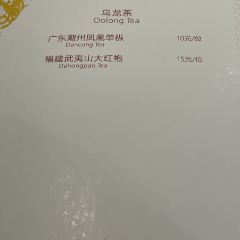 乌龙茶
Oolong Tea
广东潮州凤凰单枞 10元/位
Dancong Tea
福建武夷山大红袍 15元/位
Dahongpao Tea